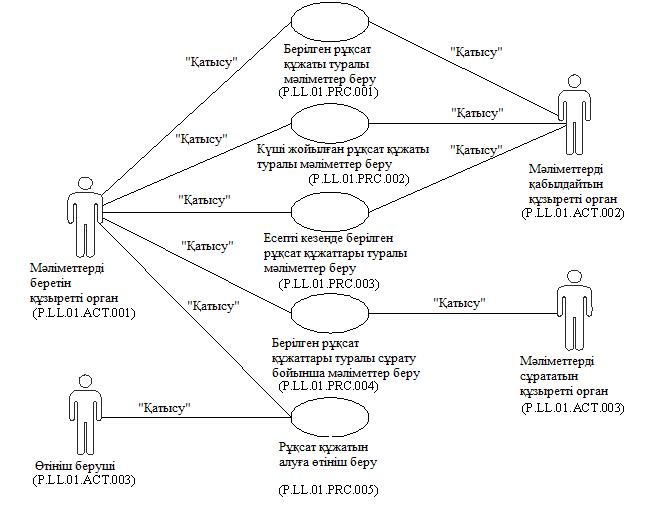 Берілген рұқсат
құжаты туралы
мәліметтер беру
(P.LL.01.PRC.001)
"Қатысу"
"Қатысу"
"Қатысу"
"Қатысу"
Күші жойылған рұқсат құжаты
туралы мәліметтер беру
(P.LL.01.PRC.002)
"Қатысу"
Мәліметтерді
қабылдайтын
құзыретті орган
(P.LL.01.ACT.002)
"Қатысу"
Есепті кезеңде берілген
рұқсат құжаттары туралы
мәліметтер беру
(P.LL.01.PRC.003)
Мәліметтерді
беретін
құзыретті орган
(P.LL.01.ACT.001)
"Қатысу"
"Қатысу"
"Қатысу"
Берілген рұқсат
құжаттары туралы сұрату
бойынша мәліметтер беру
(P.LL.01.PRC.004)
Мәліметтерді
сұрататын
құзыретті орган
(P.LL.01.ACT.003)
"Қатысу"
Өтініш беруші
(P.LL.01.ACT.003)
Рұқсат құжатын
алуға өтініш беру
(P.LL.01.PRC.005)